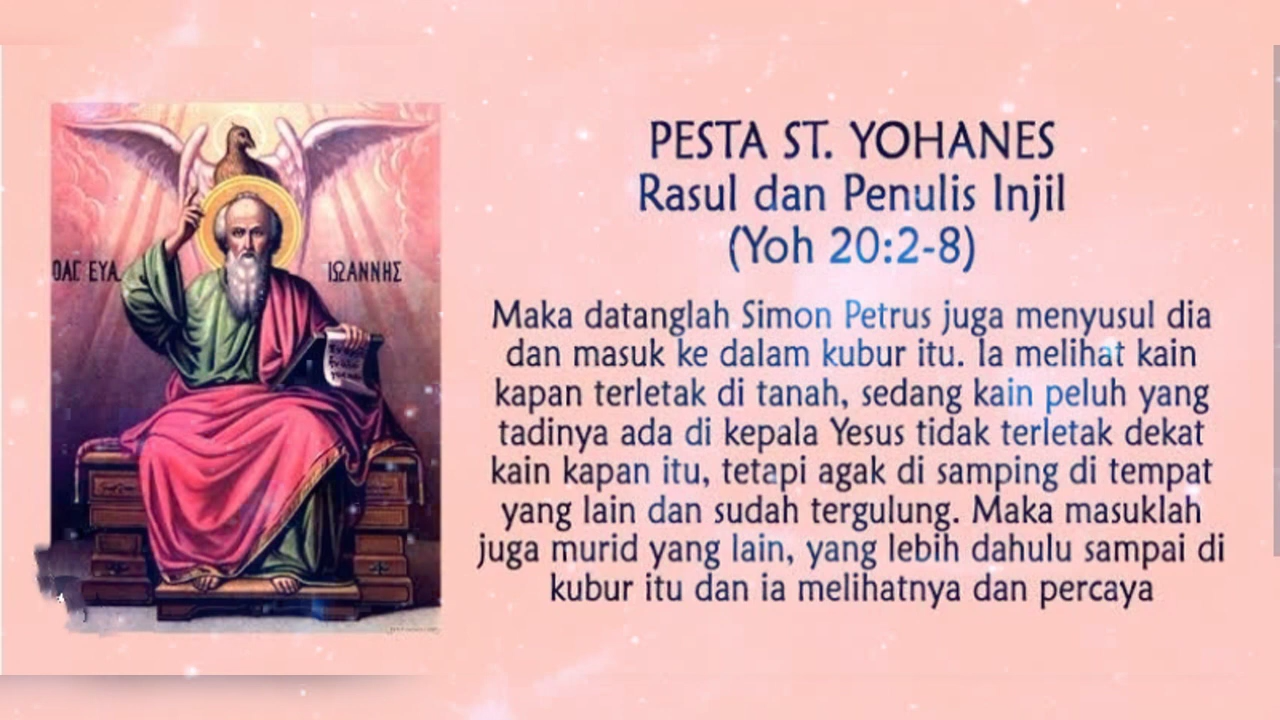 PESTA ST. YOHANES
Rasul dan Penulis Injil
(Yoh 20:2-8)
ΙΩΑΝΝΗΣ
Maka datanglah Simon Petrus juga menyusul dia
dan masuk ke dalam kubur itu. Ia melihat kain
kapan terletak di tanah, sedang kain peluh yang
tadinya ada di kepala Yesus tidak terletak dekat
kain kapan itu, tetapi agak di samping di tempat
yang lain dan sudah tergulung. Maka masuklah
juga murid yang lain, yang lebih dahulu sampai di
kubur itu dan ia melihatnya dan percaya